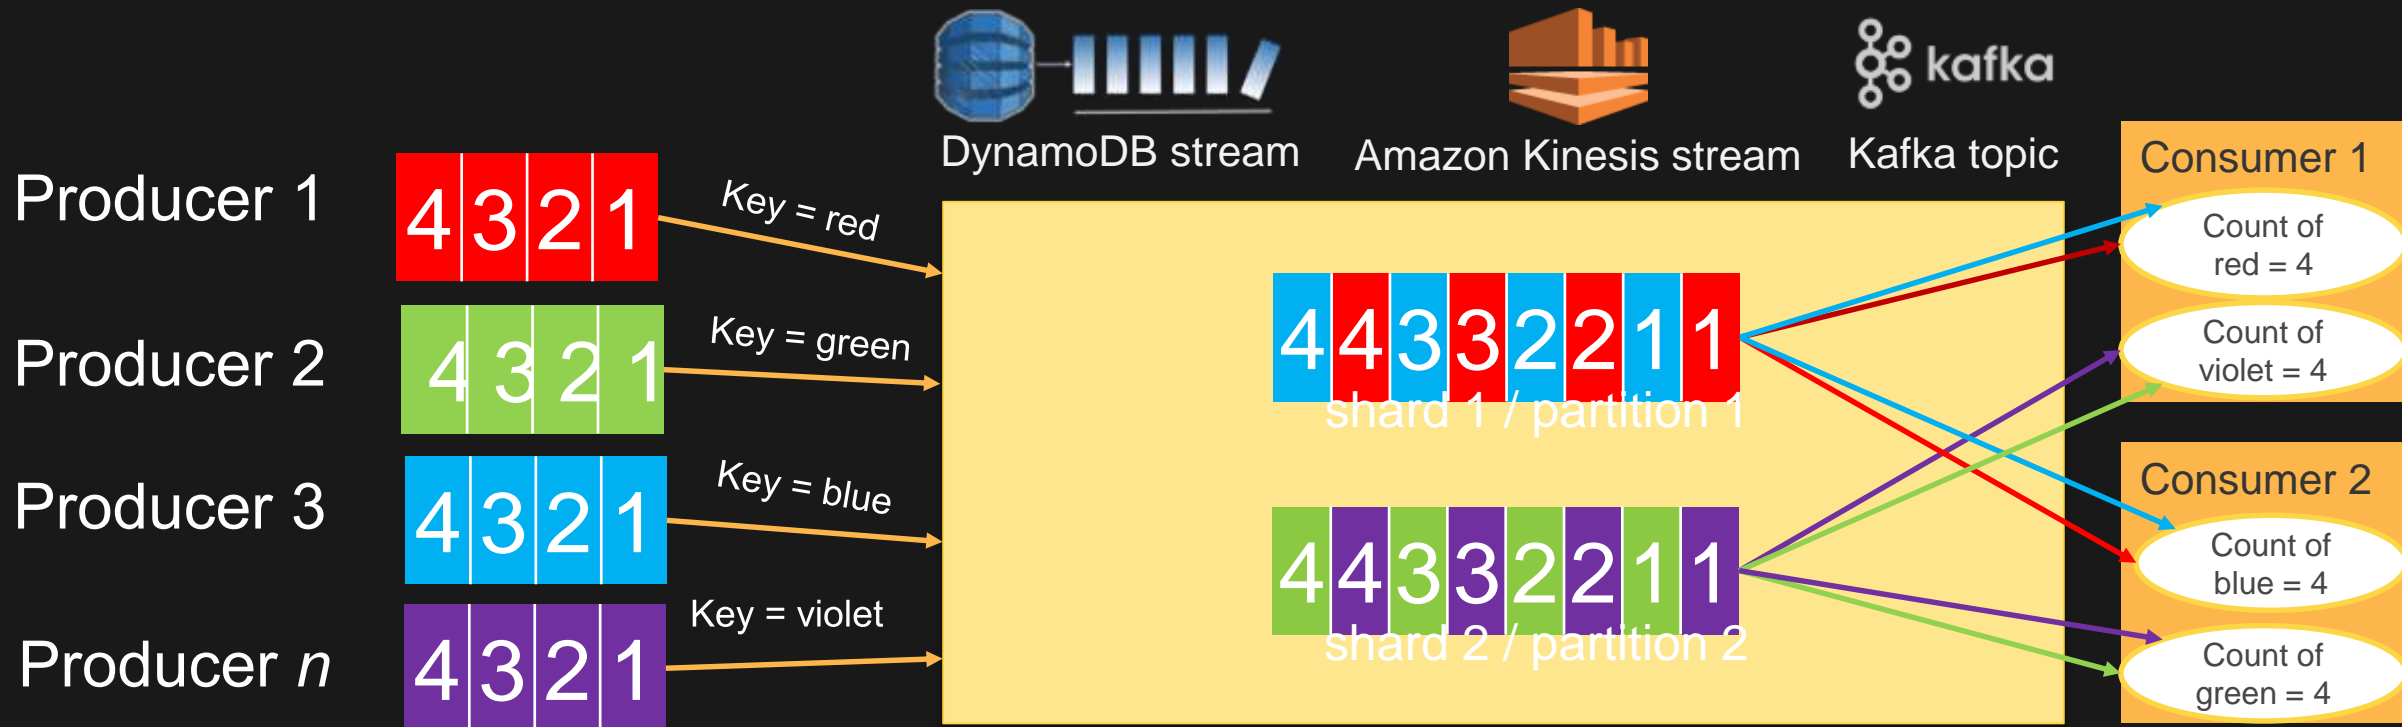 kafka
DynamoDB stream
Amazon Kinesis stream
Kafka topic
Producer 1
4 3 2 1
Key = red
Producer 2
4 3 2 1
Key = green
Producer 3
4 3 2 1
Key = blue
Producer n
4 3 2 1
Key = violet
4 4 3 3 2 2 1 1
shard 1 / partition 1
4 4 3 3 2 2 1 1
shard 2 / partition 2
Consumer 1
Count of
red = 4
Count of
violet = 4
Consumer 2
Count of
blue = 4
Count of
green = 4